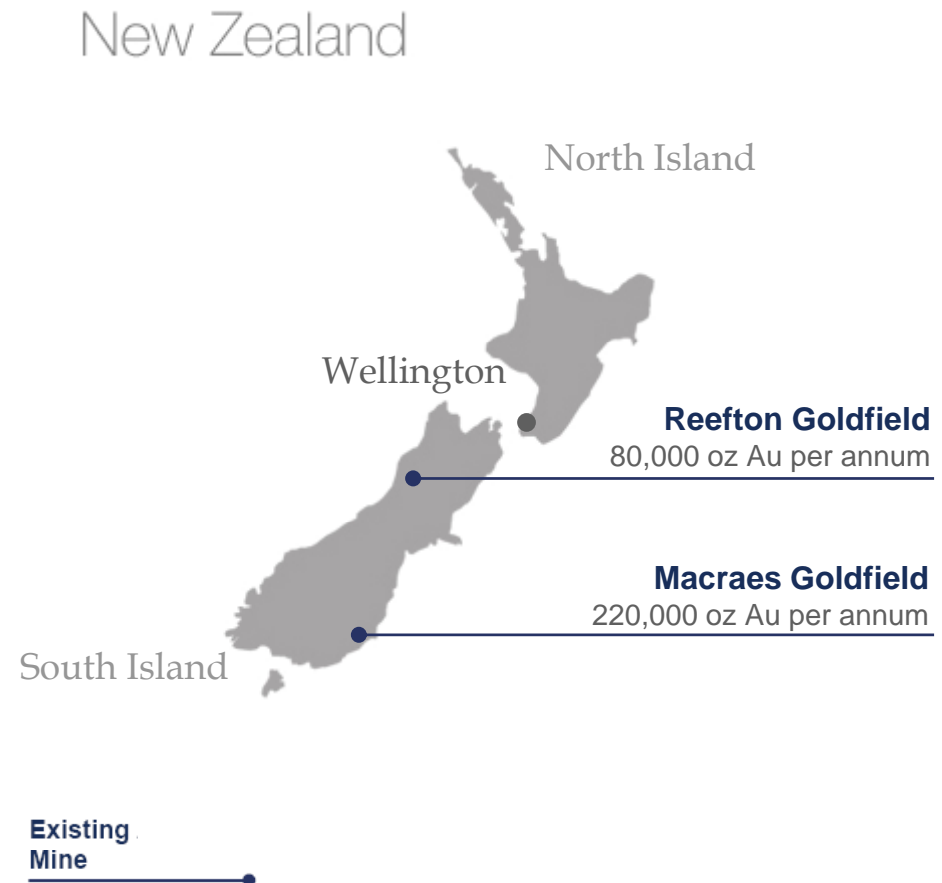 New Zealand
North Island
Wellington
Reefton Goldfield
80,000 oz Au per annum
Macraes Goldfield
220,000 oz Au per annum
South Island
Existing
Mine